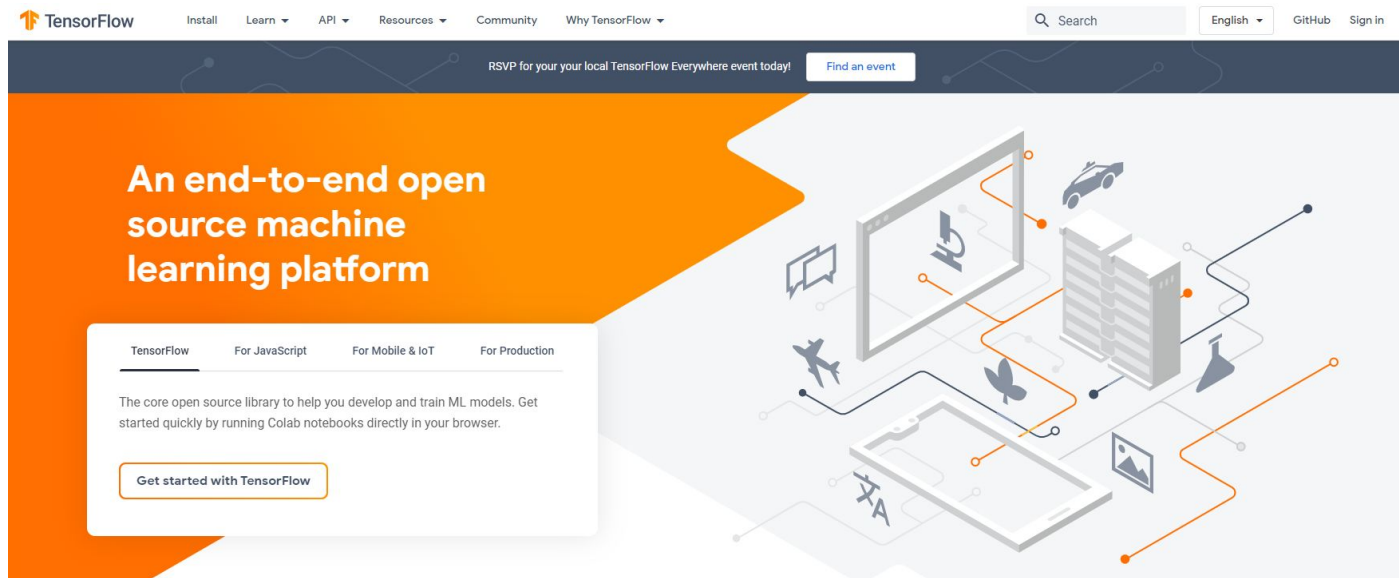 TensorFlow Install Learn API Resources Community Why TensorFlow Search English GitHub Sign in
RSVP for your your local TensorFlow Everywhere event today! Find an event
An end-to-end open
source machine
learning platform
TensorFlow For JavaScript For Mobile & IoT For Production
The core open source library to help you develop and train ML models. Get
started quickly by running Colab notebooks directly in your browser.
Get started with TensorFlow
文A